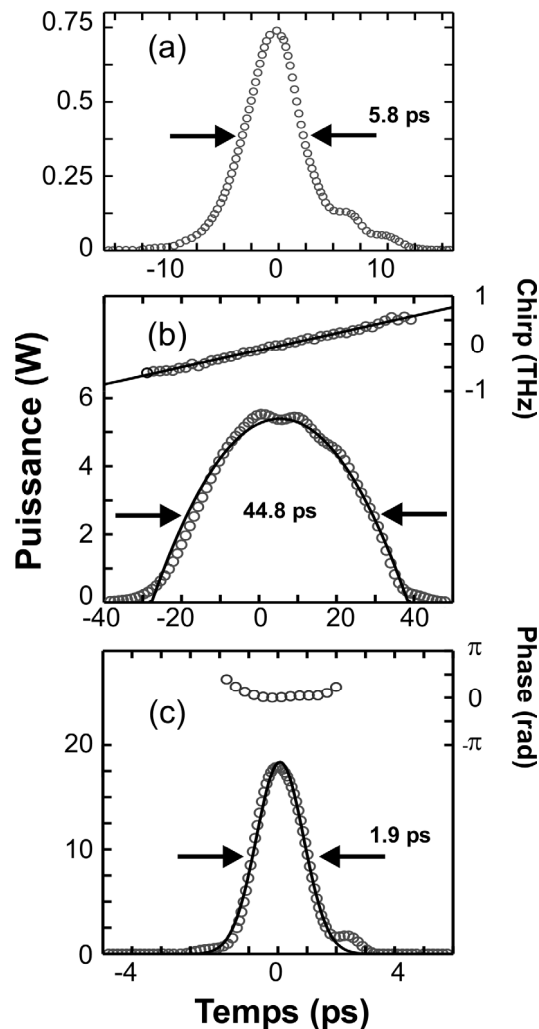 0.75
(a)
0.5
5.8 ps
0.25
0
-10 0 10
1
(b)
0
Chirp (THz)
-1
6
4
44.8 ps
2
0
-40 -20 0 20 40
Puissance (W)
π
(c)
0
Phase (rad)
-π
20
10
1.9 ps
0
-4 0 4
Temps (ps)